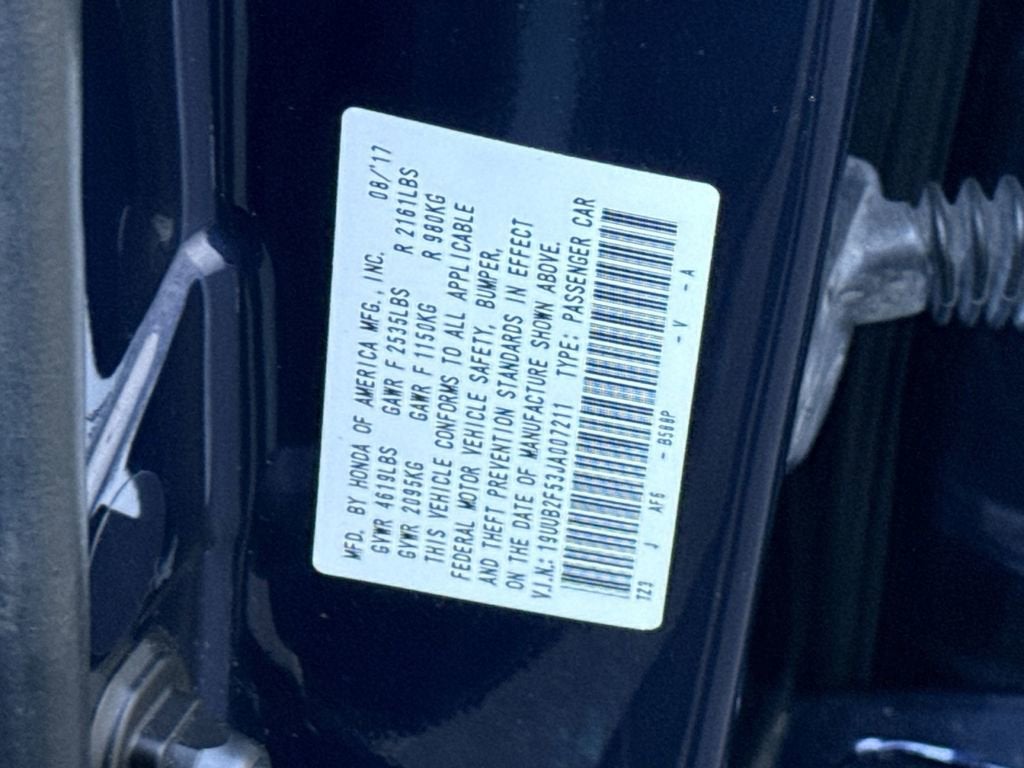 MFD. BY HONDA OF AMERICA MFG., INC. 08/'17
GVWR 4619LBS GAWR F 2535LBS R 2161LBS
GVWR 2095KG GAWR F 1150KG R 980KG
THIS VEHICLE CONFORMS TO ALL APPLICABLE
FEDERAL MOTOR VEHICLE SAFETY, BUMPER,
AND THEFT PREVENTION STANDARDS IN EFFECT
ON THE DATE OF MANUFACTURE SHOWN ABOVE.
V.I.N.: 19UUB2F53JA007211 TYPE: PASSENGER CAR
TZ3 J AF6 - B588P - V - A